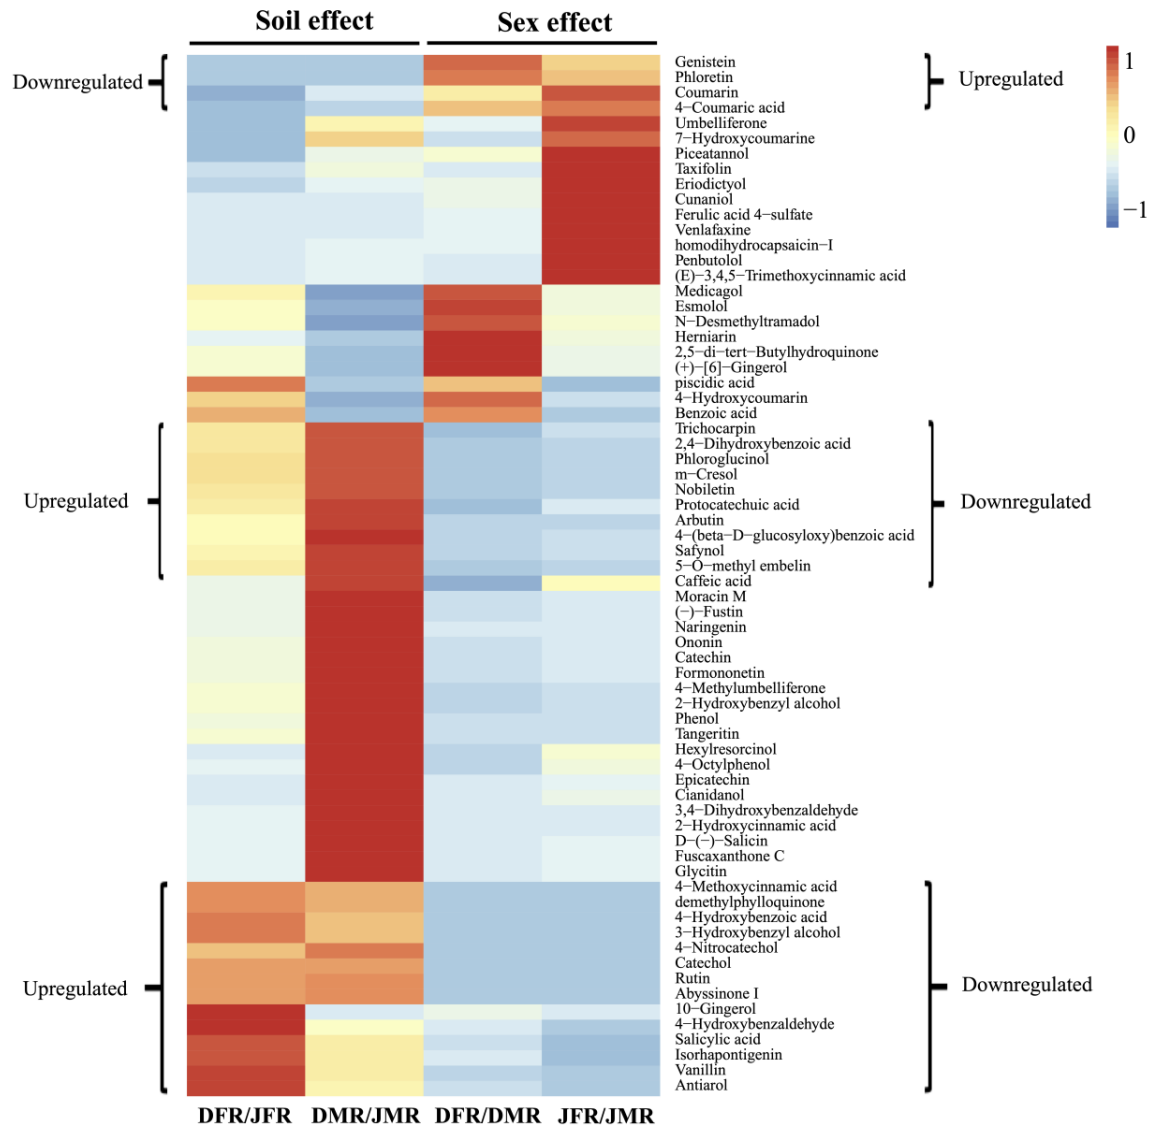 Soil effect
Sex effect
Downregulated
Upregulated
1
0
−1
Genistein
Phloretin
Coumarin
4−Coumaric acid
Umbelliferone
7−Hydroxycoumarine
Piceatannol
Taxifolin
Eriodictyol
Cunaniol
Ferulic acid 4−sulfate
Venlafaxine
homodihydrocapsaicin−I
Penbutolol
(E)−3,4,5−Trimethoxycinnamic acid
Medicagol
Esmolol
N−Desmethyltramadol
Herniarin
2,5−di−tert−Butylhydroquinone
(+)−[6]−Gingerol
piscidic acid
4−Hydroxycoumarin
Benzoic acid
Upregulated
Downregulated
Trichocarpin
2,4−Dihydroxybenzoic acid
Phloroglucinol
m−Cresol
Nobiletin
Protocatechuic acid
Arbutin
4−(beta−D−glucosyloxy)benzoic acid
Safynol
5−O−methyl embelin
Caffeic acid
Moracin M
(−)−Fustin
Naringenin
Ononin
Catechin
Formononetin
4−Methylumbelliferone
2−Hydroxybenzyl alcohol
Phenol
Tangeritin
Hexylresorcinol
4−Octylphenol
Epicatechin
Cianidanol
3,4−Dihydroxybenzaldehyde
2−Hydroxycinnamic acid
D−(−)−Salicin
Fuscaxanthone C
Glycitin
Upregulated
Downregulated
4−Methoxycinnamic acid
demethylphylloquinone
4−Hydroxybenzoic acid
3−Hydroxybenzyl alcohol
4−Nitrocatechol
Catechol
Rutin
Abyssinone I
10−Gingerol
4−Hydroxybenzaldehyde
Salicylic acid
Isorhapontigenin
Vanillin
Antiarol
DFR/JFR DMR/JMR DFR/DMR JFR/JMR